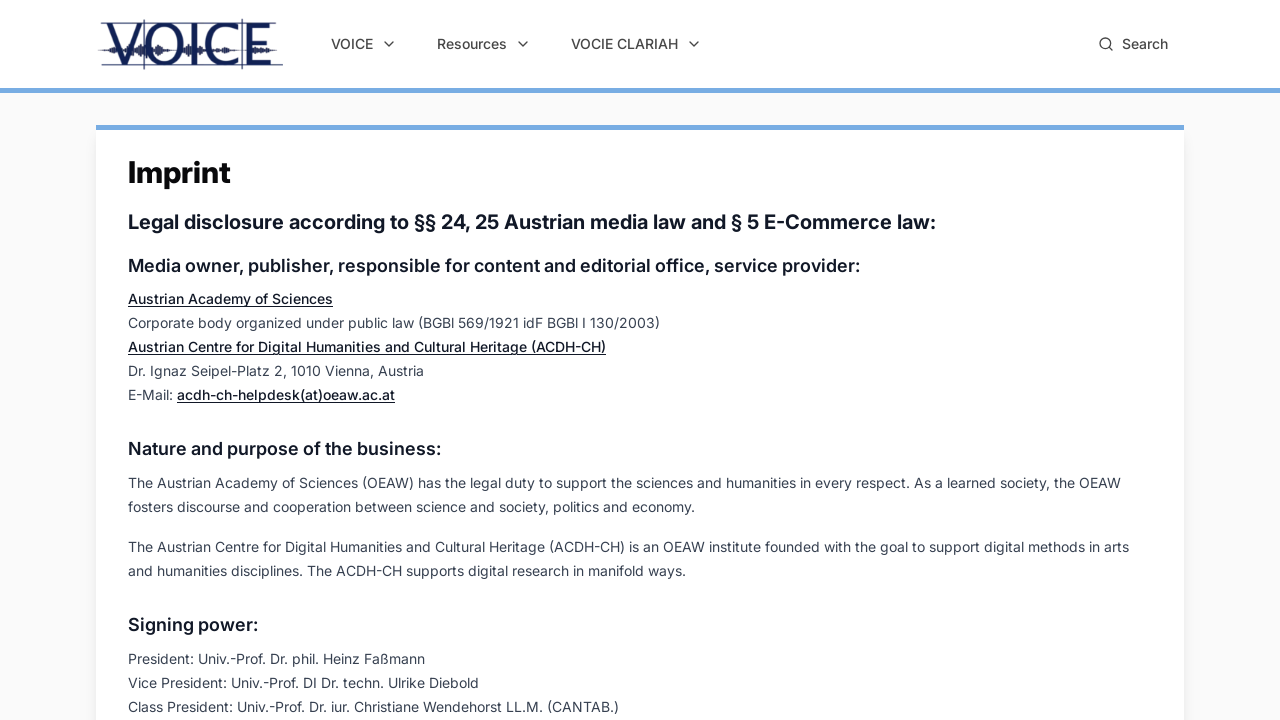 VOICE
VOICE
Resources
VOCIE CLARIAH
Search
Imprint
Legal disclosure according to §§ 24, 25 Austrian media law and § 5 E-Commerce law:
Media owner, publisher, responsible for content and editorial office, service provider:
Austrian Academy of Sciences
Corporate body organized under public law (BGBl 569/1921 idF BGBl I 130/2003)
Austrian Centre for Digital Humanities and Cultural Heritage (ACDH-CH)
Dr. Ignaz Seipel-Platz 2, 1010 Vienna, Austria
E-Mail: acdh-ch-helpdesk(at)oeaw.ac.at
Nature and purpose of the business:
The Austrian Academy of Sciences (OEAW) has the legal duty to support the sciences and humanities in every respect. As a learned society, the OEAW
fosters discourse and cooperation between science and society, politics and economy.
The Austrian Centre for Digital Humanities and Cultural Heritage (ACDH-CH) is an OEAW institute founded with the goal to support digital methods in arts
and humanities disciplines. The ACDH-CH supports digital research in manifold ways.
Signing power:
President: Univ.-Prof. Dr. phil. Heinz Faßmann
Vice President: Univ.-Prof. DI Dr. techn. Ulrike Diebold
Class President: Univ.-Prof. Dr. iur. Christiane Wendehorst LL.M. (CANTAB.)